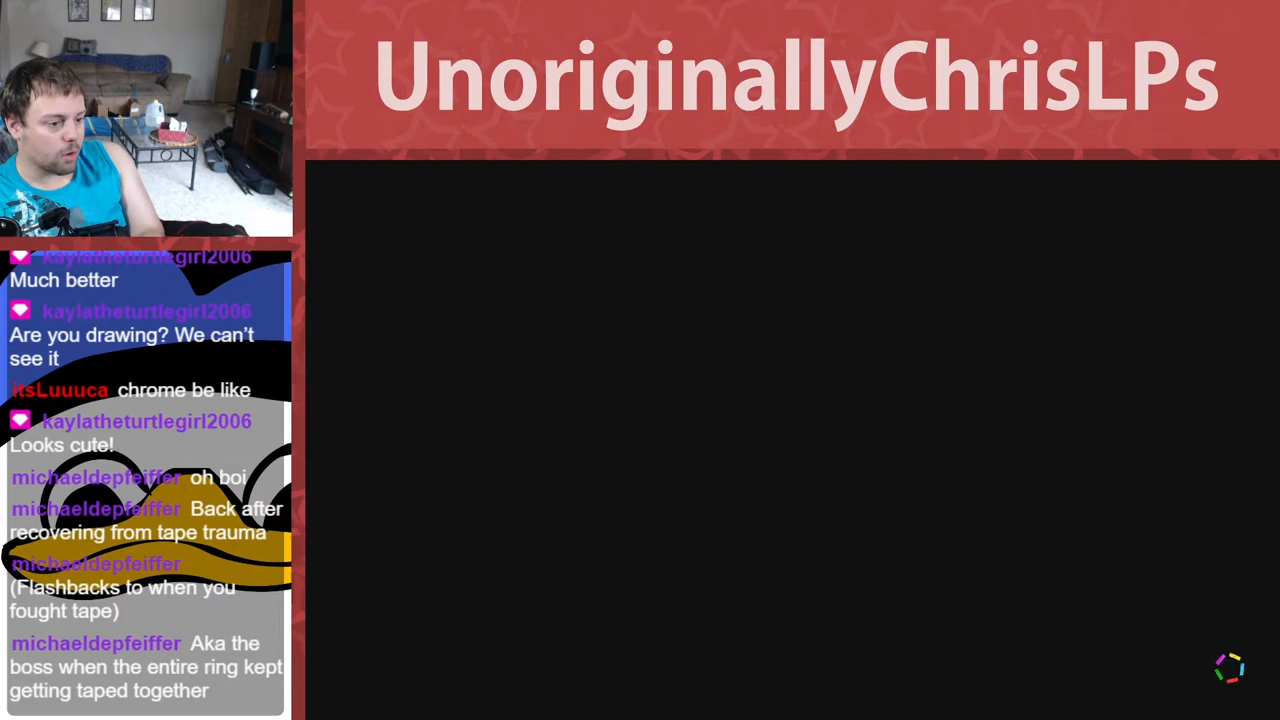 UnoriginallyChrisLPs
kaylatheturtlegirl2006
Much better
kaylatheturtlegirl2006
Are you drawing? We can't
see it
itsLuuuca chrome be like
kaylatheturtlegirl2006
Looks cute!
michaeldepfeiffer oh boi
michaeldepfeiffer Back after
recovering from tape trauma
michaeldepfeiffer
(Flashbacks to when you
fought tape)
michaeldepfeiffer Aka the
boss when the entire ring kept
getting taped together